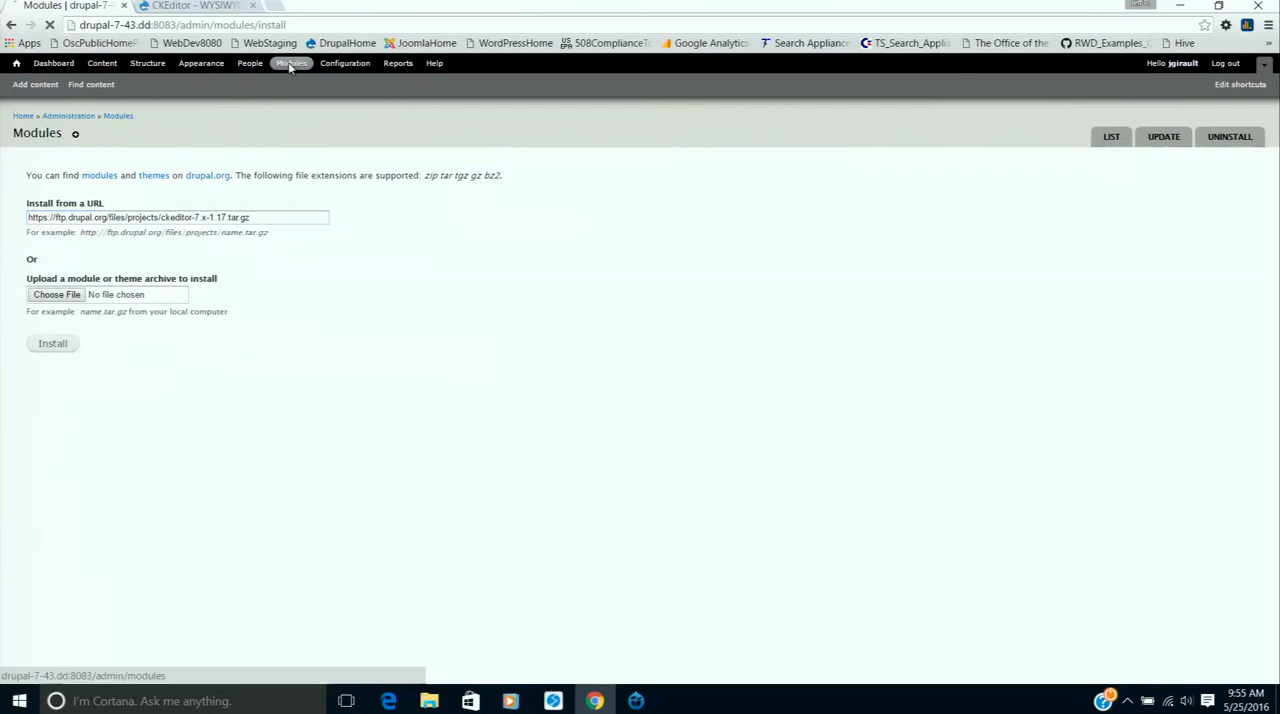 Modules | drupal-7-
CKEditor - WYSIWYG
drupal-7-43.dd:8083/admin/modules/install
Apps OscPublicHomeP WebDev8080 WebStaging DrupalHome JoomlaHome WordPressHome 508ComplianceTo Google Analytics Search Appliance TS_Search_Applia The Office of the RWD_Examples_G Hive »
Dashboard Content Structure Appearance People Modules Configuration Reports Help Hello jgirault Log out
Add content Find content Edit shortcuts
Home » Administration » Modules
Modules
LIST UPDATE UNINSTALL
You can find modules and themes on drupal.org. The following file extensions are supported: zip tar tgz gz bz2.
Install from a URL
https://ftp.drupal.org/files/projects/ckeditor-7.x-1.17.tar.gz
For example: http://ftp.drupal.org/files/projects/name.tar.gz
Or
Upload a module or theme archive to install
Choose File No file chosen
For example: name.tar.gz from your local computer
Install
drupal-7-43.dd:8083/admin/modules
I'm Cortana. Ask me anything.
9:55 AM
5/25/2016